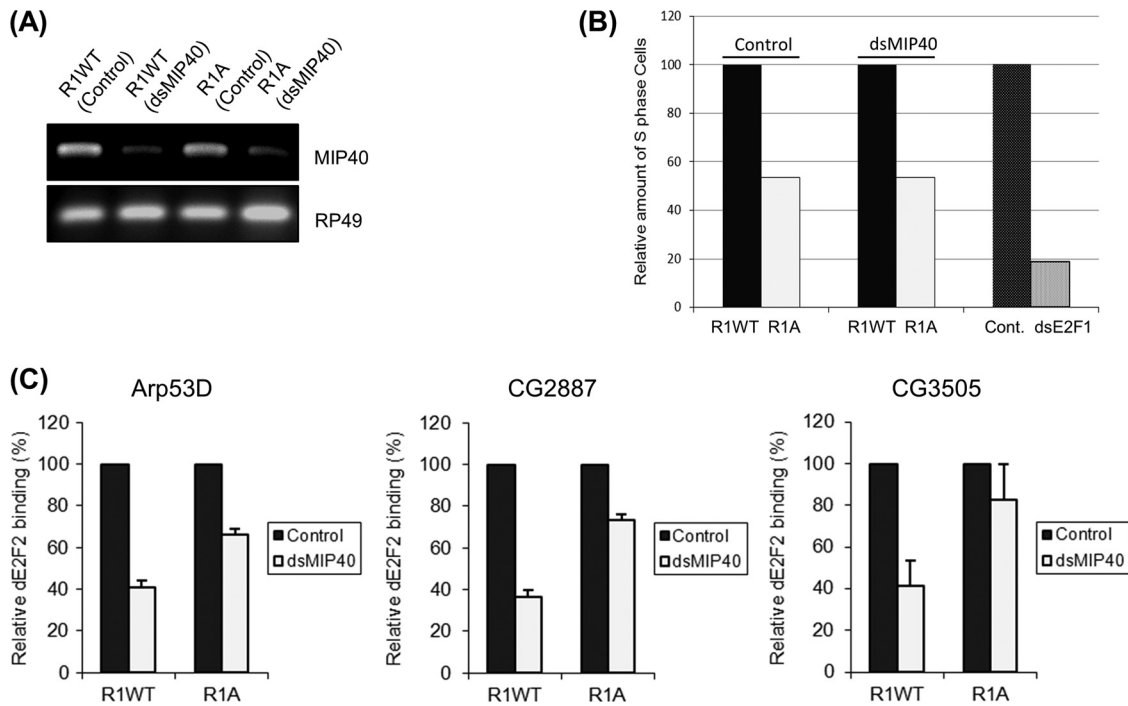 (A)
R1WT
(Control)
R1WT
(dsMIP40)
R1A
(Control)
R1A
(dsMIP40)
MIP40
RP49
(B)
Relative amount of S phase Cells
120
100
80
60
40
20
0
Control
dsMIP40
R1WT R1A
R1WT R1A
Cont. dsE2F1
(C)
Arp53D
Relative dE2F2 binding (%)
120
100
80
60
40
20
0
Control
dsMIP40
R1WT
R1A
CG2887
Relative dE2F2 binding (%)
120
100
80
60
40
20
0
Control
dsMIP40
R1WT
R1A
CG3505
Relative dE2F2 binding (%)
120
100
80
60
40
20
0
Control
dsMIP40
R1WT
R1A